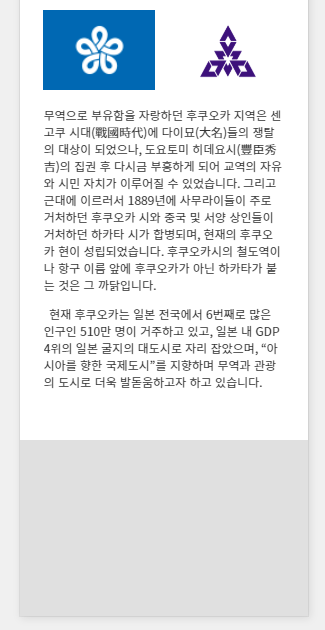 무역으로 부유함을 자랑하던 후쿠오카 지역은 센
고쿠 시대(戰國時代)에 다이묘(大名)들의 쟁탈
의 대상이 되었으나, 도요토미 히데요시(豐臣秀
吉)의 집권 후 다시금 부흥하게 되어 교역의 자유
와 시민 자치가 이루어질 수 있었습니다. 그리고
근대에 이르러서 1889년에 사무라이들이 주로
거처하던 후쿠오카 시와 중국 및 서양 상인들이
거처하던 하카타 시가 합병되며, 현재의 후쿠오
카 현이 성립되었습니다. 후쿠오카시의 철도역이
나 항구 이름 앞에 후쿠오카가 아닌 하카타가 붙
는 것은 그 까닭입니다.
현재 후쿠오카는 일본 전국에서 6번째로 많은
인구인 510만 명이 거주하고 있고, 일본 내 GDP
4위의 일본 굴지의 대도시로 자리 잡았으며, “아
시아를 향한 국제도시”를 지향하며 무역과 관광
의 도시로 더욱 발돋움하고자 하고 있습니다.